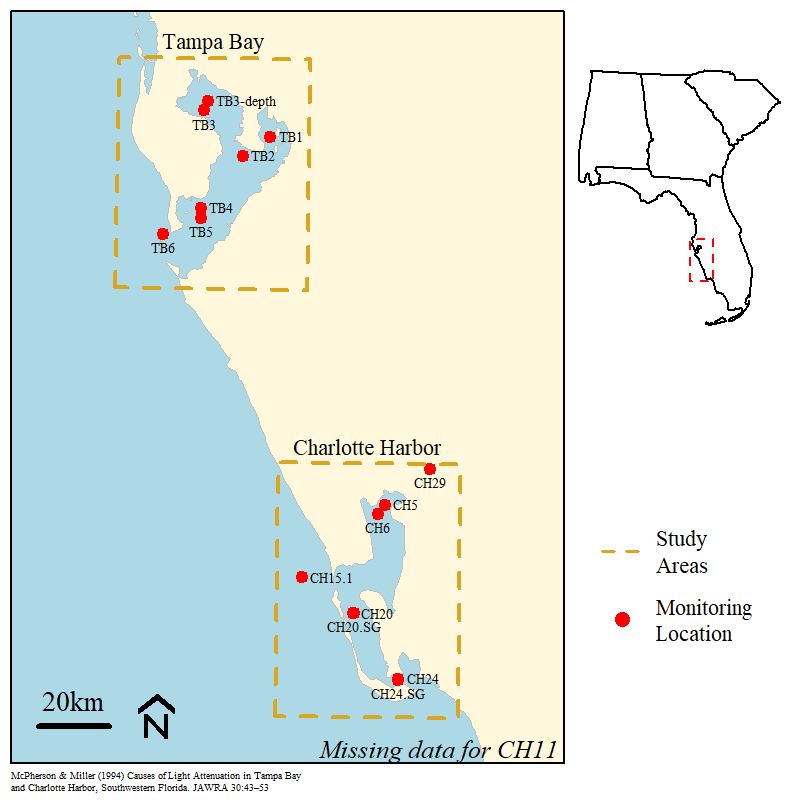 Tampa Bay
TB3-depth
TB3
TB1
TB2
TB4
TB5
TB6
Charlotte Harbor
CH29
CH5
CH6
CH15.1
CH20
CH20.SG
CH24
CH24.SG
Study
Areas
Monitoring
Location
20km
N
Missing data for CH11
McPherson & Miller (1994) Causes of Light Attenuation in Tampa Bay
and Charlotte Harbor, Southwestern Florida. JAWRA 30:43–53